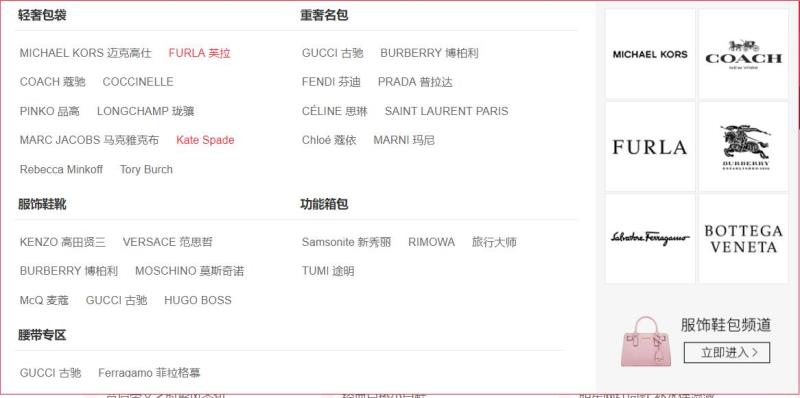 轻奢包袋
MICHAEL KORS 迈克高仕 FURLA 芙拉
COACH 蔻驰 COCCINELLE
PINKO 品高 LONGCHAMP 珑骧
MARC JACOBS 马克雅克布 Kate Spade
Rebecca Minkoff Tory Burch
重奢名包
GUCCI 古驰 BURBERRY 博柏利
FENDI 芬迪 PRADA 普拉达
CÉLINE 思琳 SAINT LAURENT PARIS
Chloé 蔻依 MARNI 玛尼
服饰鞋靴
KENZO 高田贤三 VERSACE 范思哲
BURBERRY 博柏利 MOSCHINO 莫斯奇诺
McQ 麦蔻 GUCCI 古驰 HUGO BOSS
功能箱包
Samsonite 新秀丽 RIMOWA 旅行大师
TUMI 途明
腰带专区
GUCCI 古驰 Ferragamo 菲拉格慕
MICHAEL KORS
COACH
NEW YORK
FURLA
BURBERRY
ESTABLISHED 1856
Salvatore Ferragamo
BOTTEGA
VENETA
服饰鞋包频道
立即进入 >